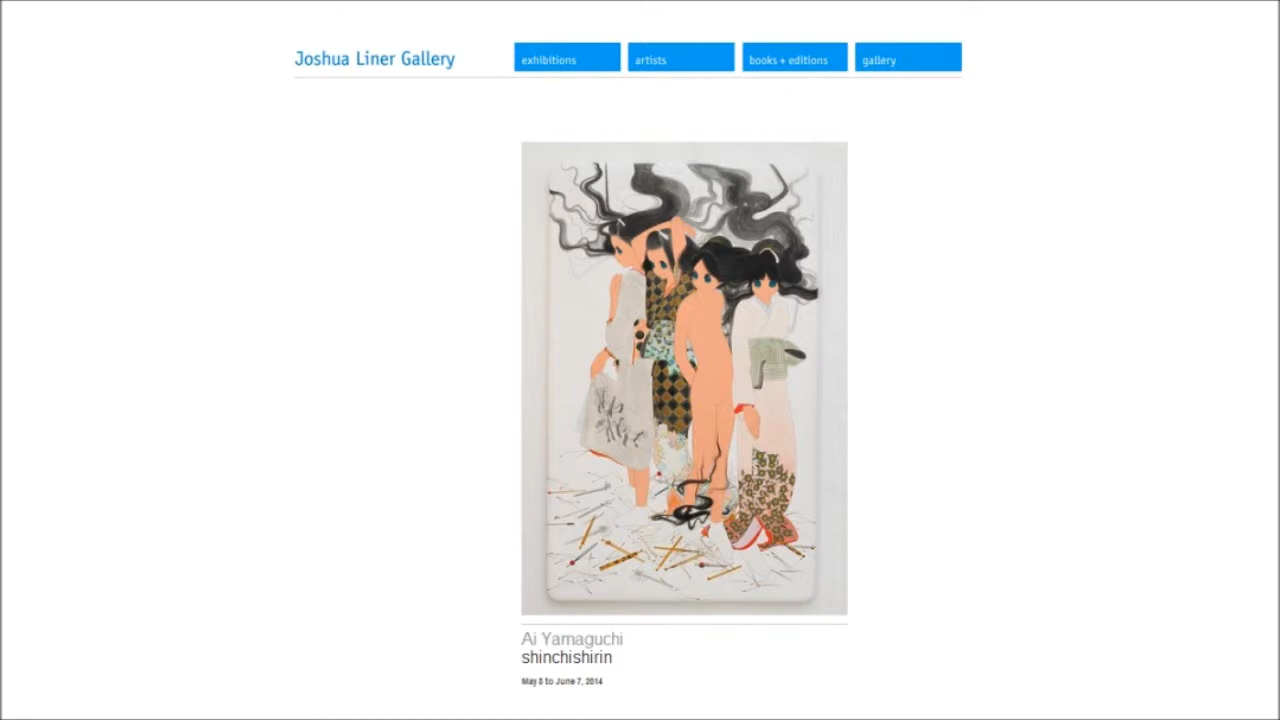 Joshua Liner Gallery
exhibitions
artists
books + editions
gallery
Ai Yamaguchi
shinchishirin
May 8 to June 7, 2014